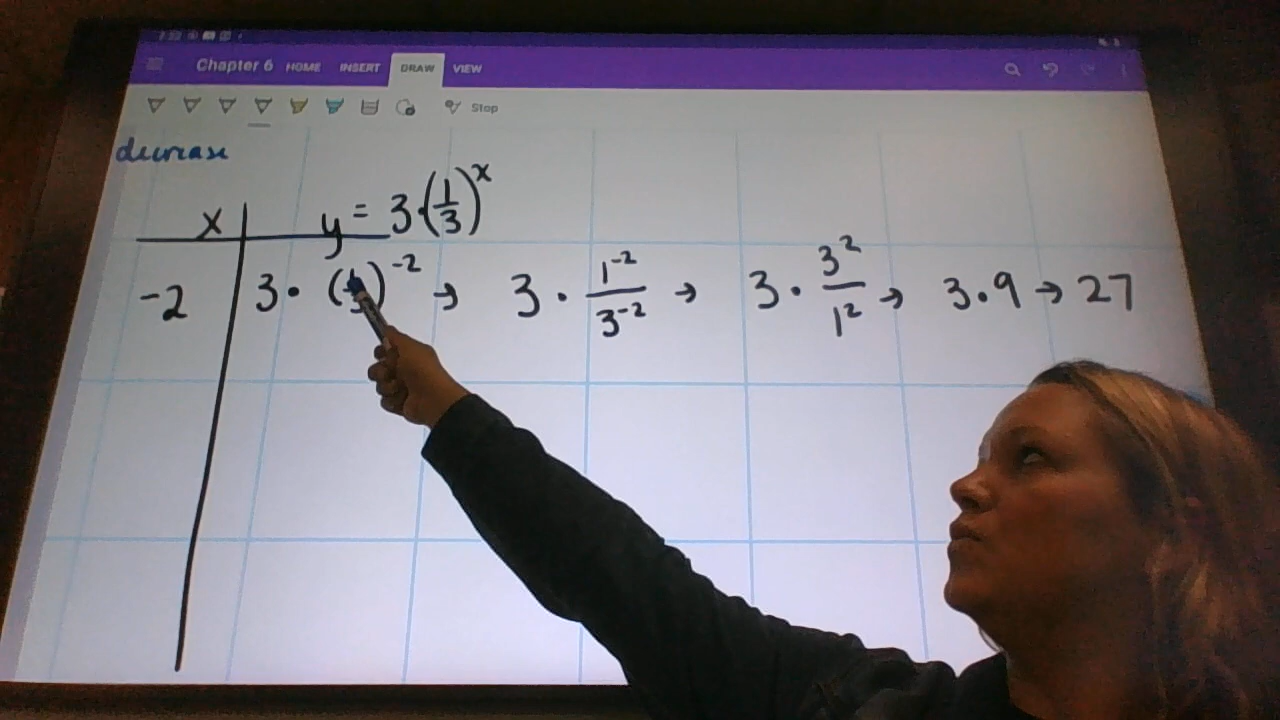 Chapter 6 HOME INSERT DRAW VIEW
Stop
decrease
x y = 3·(1/3)^x
-2 3·(1/3)^-2 → 3·1^-2/3^-2 → 3·3^2/1^2 → 3·9 → 27